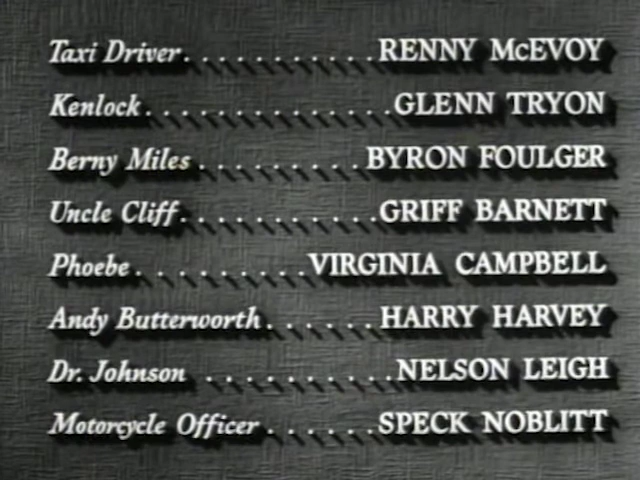 Taxi Driver...........RENNY McEVOY
Kenlock..............GLENN TRYON
Berny Miles.........BYRON FOULGER
Uncle Cliff...........GRIFF BARNETT
Phoebe..........VIRGINIA CAMPBELL
Andy Butterworth......HARRY HARVEY
Dr. Johnson ...........NELSON LEIGH
Motorcycle Officer......SPECK NOBLITT